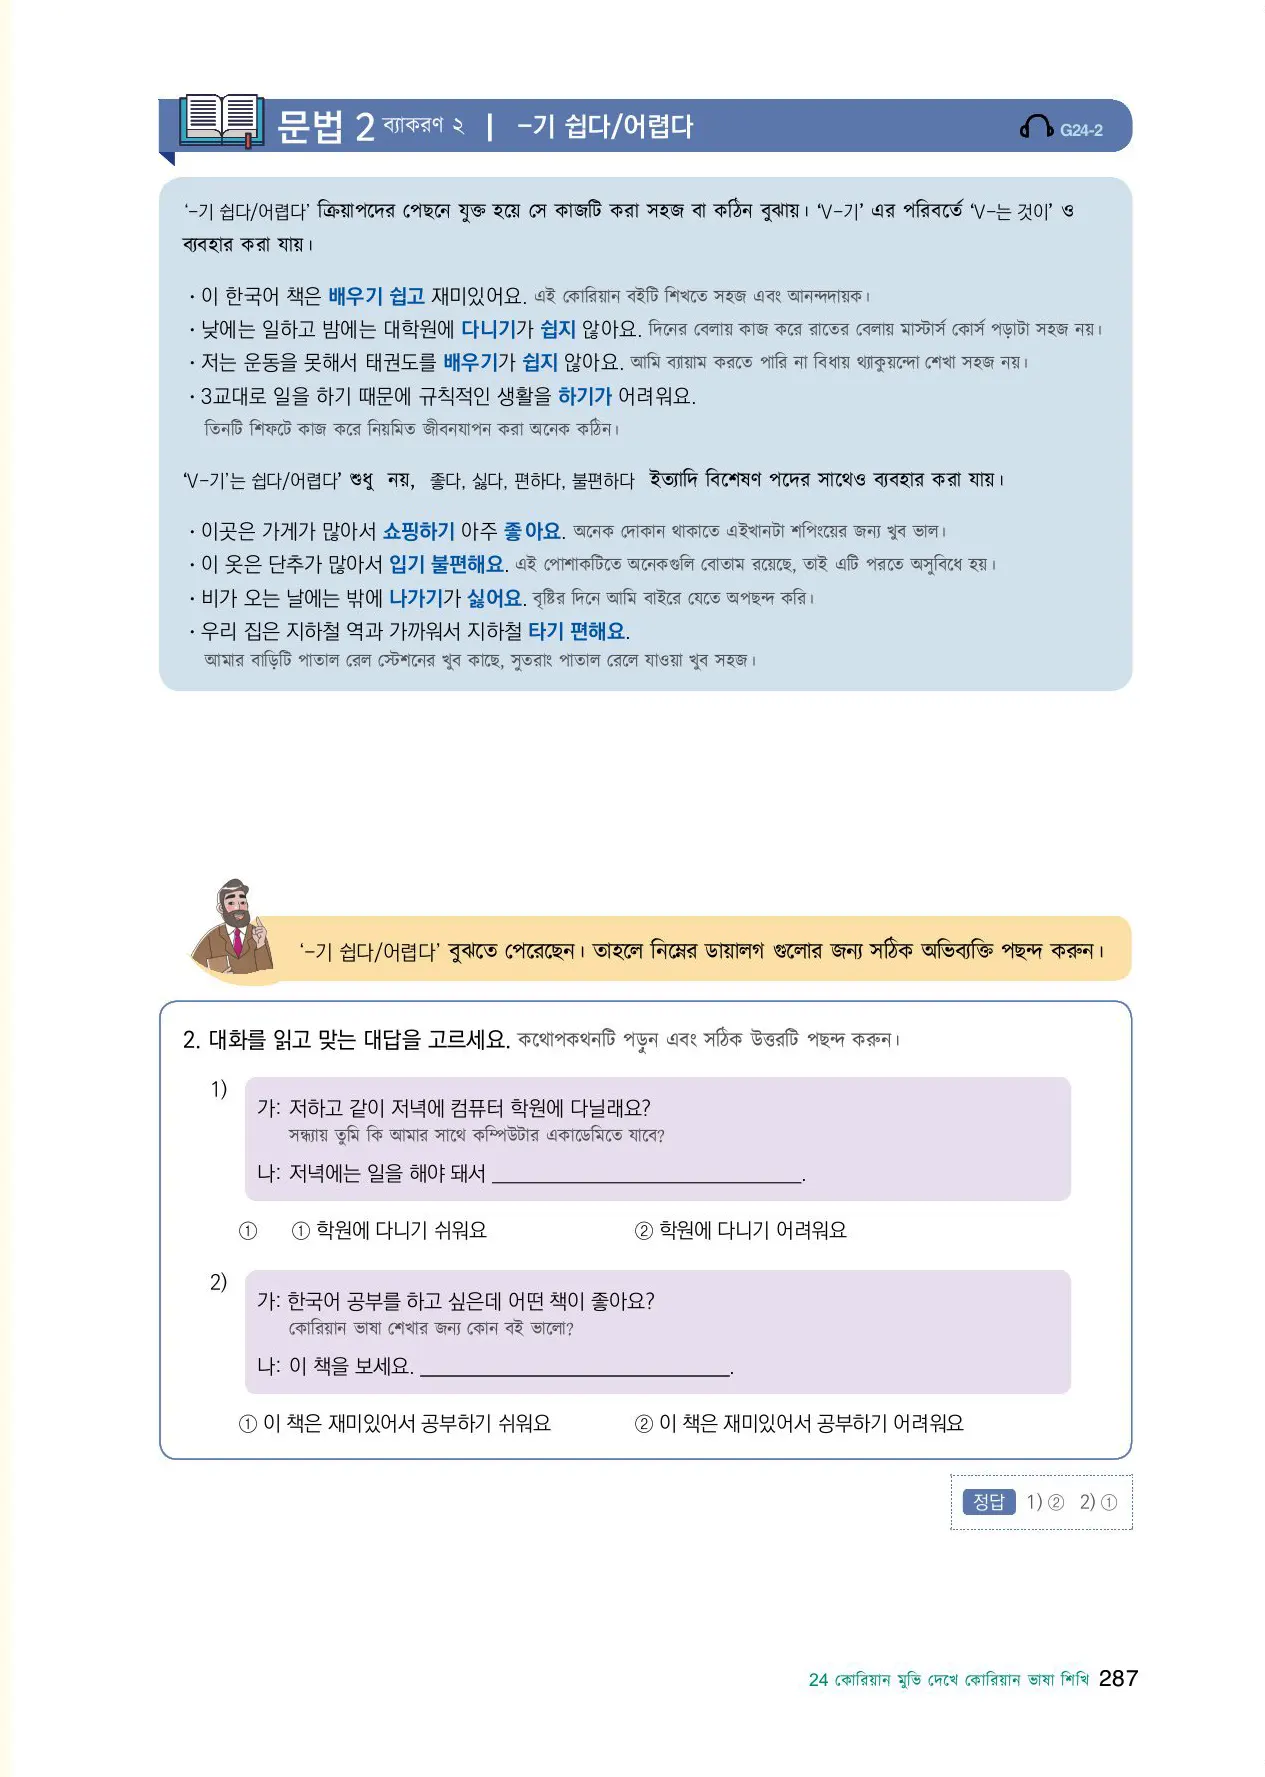 문법 2 ব্যাকরণ ২ | -기 쉽다/어렵다
G24-2
‘-기 쉽다/어렵다’ ক্রিয়াপদের পেছনে যুক্ত হয়ে সে কাজটি করা সহজ বা কঠিন বুঝায়। ‘V-기’ এর পরিবর্তে ‘V-는 것이’ ও
ব্যবহার করা যায়।
· 이 한국어 책은 배우기 쉽고 재미있어요. এই কোরিয়ান বইটি শিখতে সহজ এবং আনন্দদায়ক।
· 낮에는 일하고 밤에는 대학원에 다니기가 쉽지 않아요. দিনের বেলায় কাজ করে রাতের বেলায় মাস্টার্স কোর্স পড়াটা সহজ নয়।
· 저는 운동을 못해서 태권도를 배우기가 쉽지 않아요. আমি ব্যায়াম করতে পারি না বিধায় থ্যাকুয়ন্দো শেখা সহজ নয়।
· 3교대로 일을 하기 때문에 규칙적인 생활을 하기가 어려워요.
তিনটি শিফটে কাজ করে নিয়মিত জীবনযাপন করা অনেক কঠিন।
‘V-기’는 쉽다/어렵다’ শুধু নয়, 좋다, 싫다, 편하다, 불편하다 ইত্যাদি বিশেষণ পদের সাথেও ব্যবহার করা যায়।
· 이곳은 가게가 많아서 쇼핑하기 아주 좋아요. অনেক দোকান থাকাতে এইখানটা শপিংয়ের জন্য খুব ভাল।
· 이 옷은 단추가 많아서 입기 불편해요. এই পোশাকটিতে অনেকগুলি বোতাম রয়েছে, তাই এটি পরতে অসুবিধে হয়।
· 비가 오는 날에는 밖에 나가기가 싫어요. বৃষ্টির দিনে আমি বাইরে যেতে অপছন্দ করি।
· 우리 집은 지하철 역과 가까워서 지하철 타기 편해요.
আমার বাড়িটি পাতাল রেল স্টেশনের খুব কাছে, সুতরাং পাতাল রেলে যাওয়া খুব সহজ।
‘-기 쉽다/어렵다’ বুঝতে পেরেছেন। তাহলে নিম্নের ডায়ালগ গুলোর জন্য সঠিক অভিব্যক্তি পছন্দ করুন।
2. 대화를 읽고 맞는 대답을 고르세요. কথোপকথনটি পড়ুন এবং সঠিক উত্তরটি পছন্দ করুন।
1)
가: 저하고 같이 저녁에 컴퓨터 학원에 다닐래요?
সন্ধ্যায় তুমি কি আমার সাথে কম্পিউটার একাডেমিতে যাবে?
나: 저녁에는 일을 해야 돼서 ____________________.
① ① 학원에 다니기 쉬워요 ② 학원에 다니기 어려워요
2)
가: 한국어 공부를 하고 싶은데 어떤 책이 좋아요?
কোরিয়ান ভাষা শেখার জন্য কোন বই ভালো?
나: 이 책을 보세요. ____________________.
① 이 책은 재미있어서 공부하기 쉬워요 ② 이 책은 재미있어서 공부하기 어려워요
정답 1) ② 2) ①
24 কোরিয়ান মুভি দেখে কোরিয়ান ভাষা শিখি 287